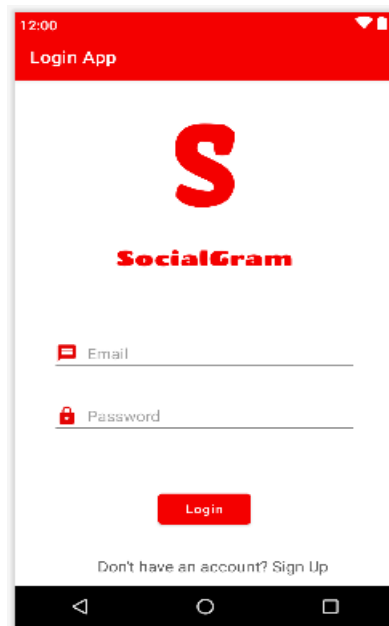 12:00
Login App
S
SocialGram
Email
Password
Login
Don't have an account? Sign Up